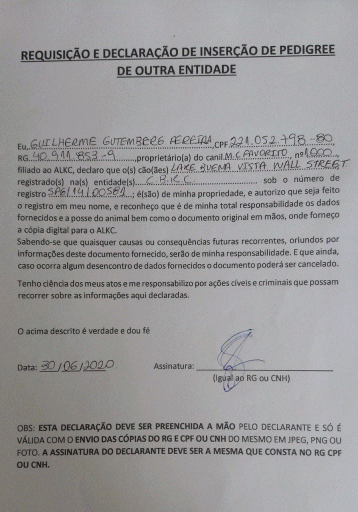 REQUISIÇÃO E DECLARAÇÃO DE INSERÇÃO DE PEDIGREE
DE OUTRA ENTIDADE
Eu, GUILHERME GUTEMBERG PEREIRA, CPF 221.052.798-80,
RG 40.911.853-9, proprietário(a) do canil M.C FAVORITO, nº 1000,
filiado ao ALKC, declaro que o(s) cão(ães) LAKE BUENA VISTA WALL STREET
registrado(s) na(s) entidade(s) CBKC sob o número de
registro SPG/14/00581; é(são) de minha propriedade, e autorizo que seja feito
o registro em meu nome, e reconheço que é de minha total responsabilidade os dados
fornecidos e a posse do animal bem como o documento original em mãos, onde forneço
a cópia digital para o ALKC.
Sabendo-se que quaisquer causas ou consequências futuras recorrentes, oriundos por
informações deste documento fornecido, serão de minha responsabilidade. E que ainda,
caso ocorra algum desencontro de dados fornecidos o documento poderá ser cancelado.
Tenho ciência dos meus atos e me responsabilizo por ações cíveis e criminais que possam
recorrer sobre as informações aqui declaradas.
O acima descrito é verdade e dou fé
Data: 30/06/2020 Assinatura:
(Igual ao RG ou CNH)
OBS: ESTA DECLARAÇÃO DEVE SER PREENCHIDA A MÃO PELO DECLARANTE E SÓ É
VÁLIDA COM O ENVIO DAS CÓPIAS DO RG E CPF OU CNH DO MESMO EM JPEG, PNG OU
FOTO. A ASSINATURA DO DECLARANTE DEVE SER A MESMA QUE CONSTA NO RG CPF
OU CNH.